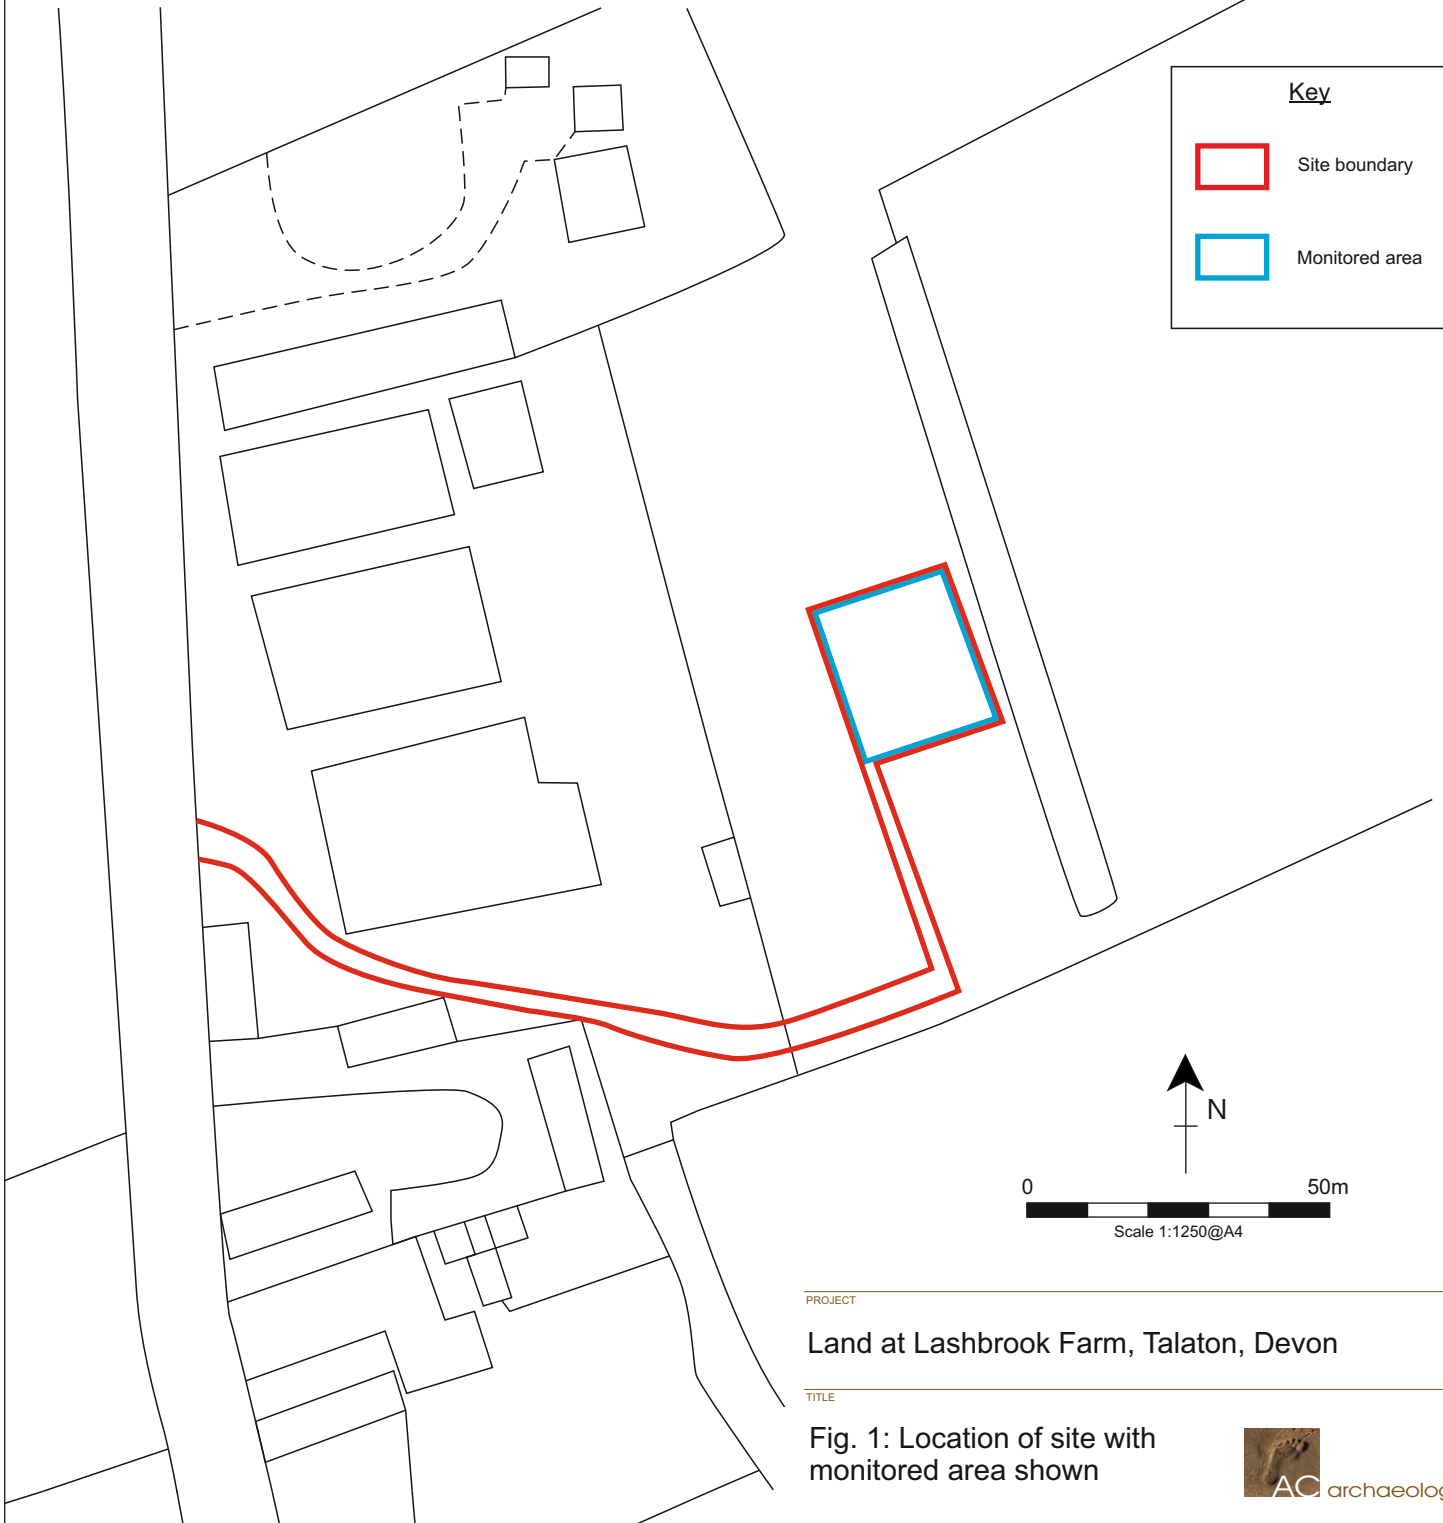 Key
Site boundary
Monitored area
N
0 50m
Scale 1:1250@A4
PROJECT
Land at Lashbrook Farm, Talaton, Devon
TITLE
Fig. 1: Location of site with
monitored area shown
AC archaeolog